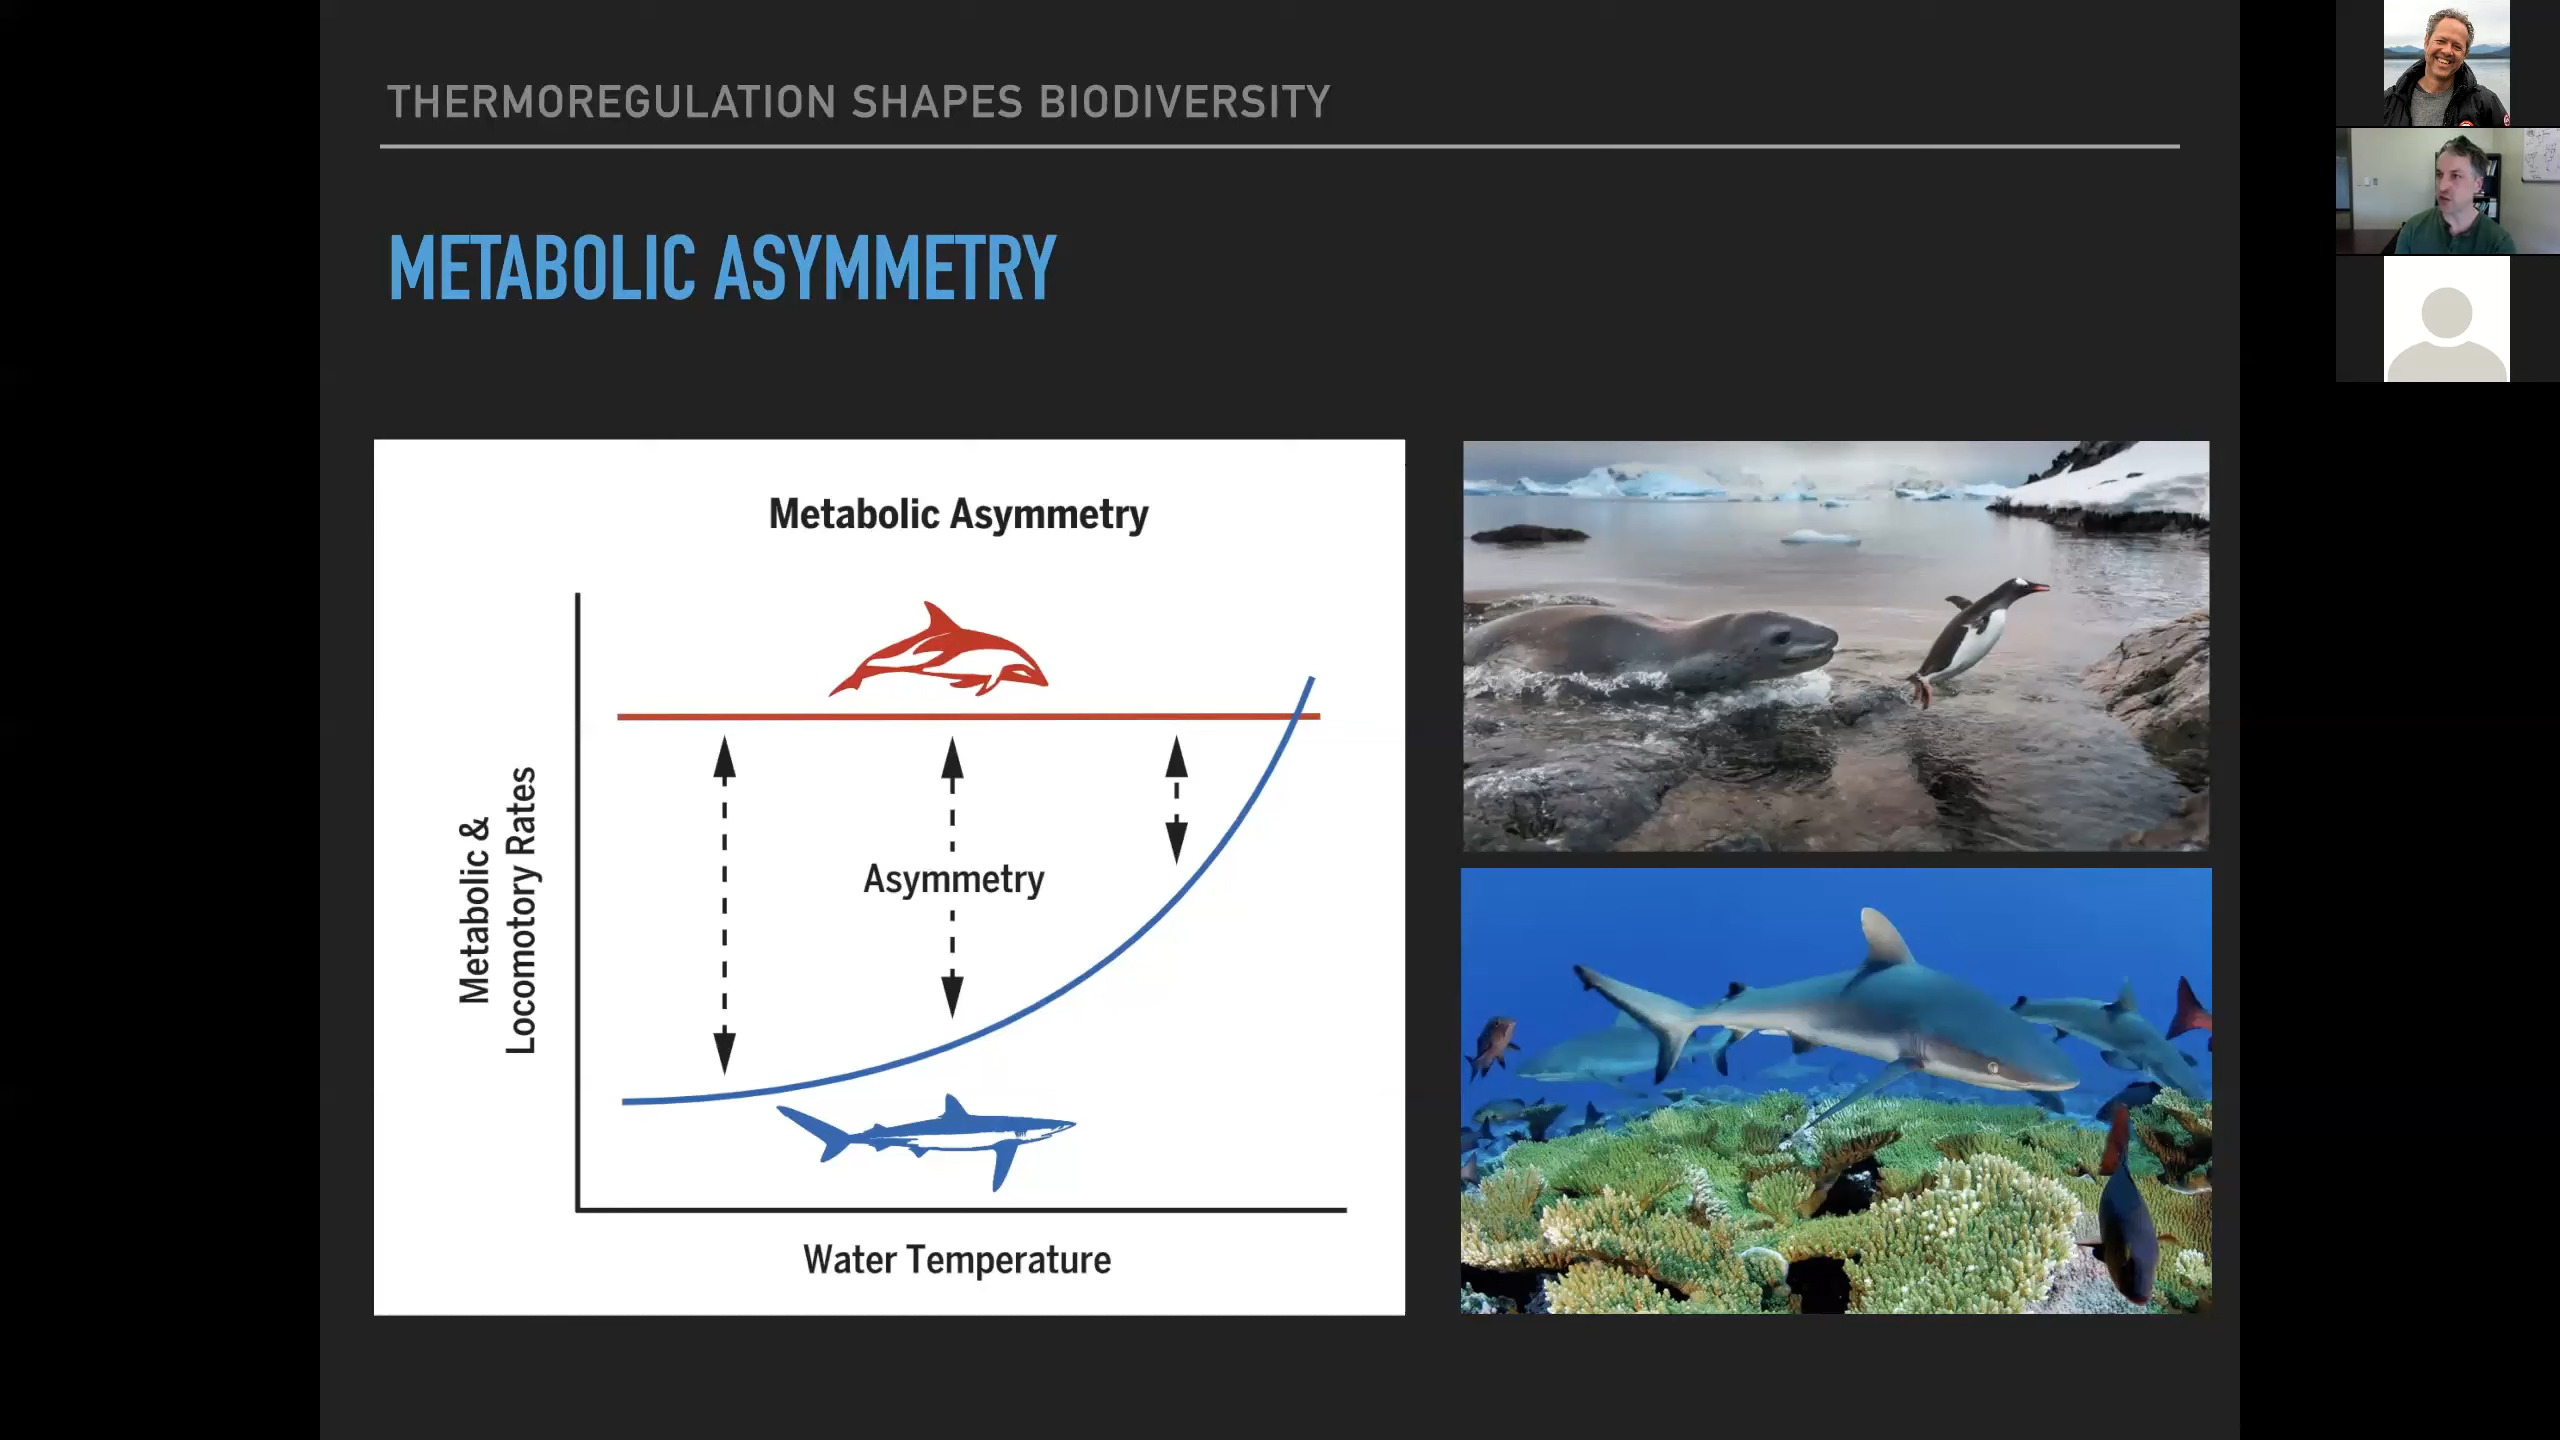 THERMOREGULATION SHAPES BIODIVERSITY
METABOLIC ASYMMETRY
Metabolic Asymmetry
Metabolic &
Locomotory Rates
Asymmetry
Water Temperature